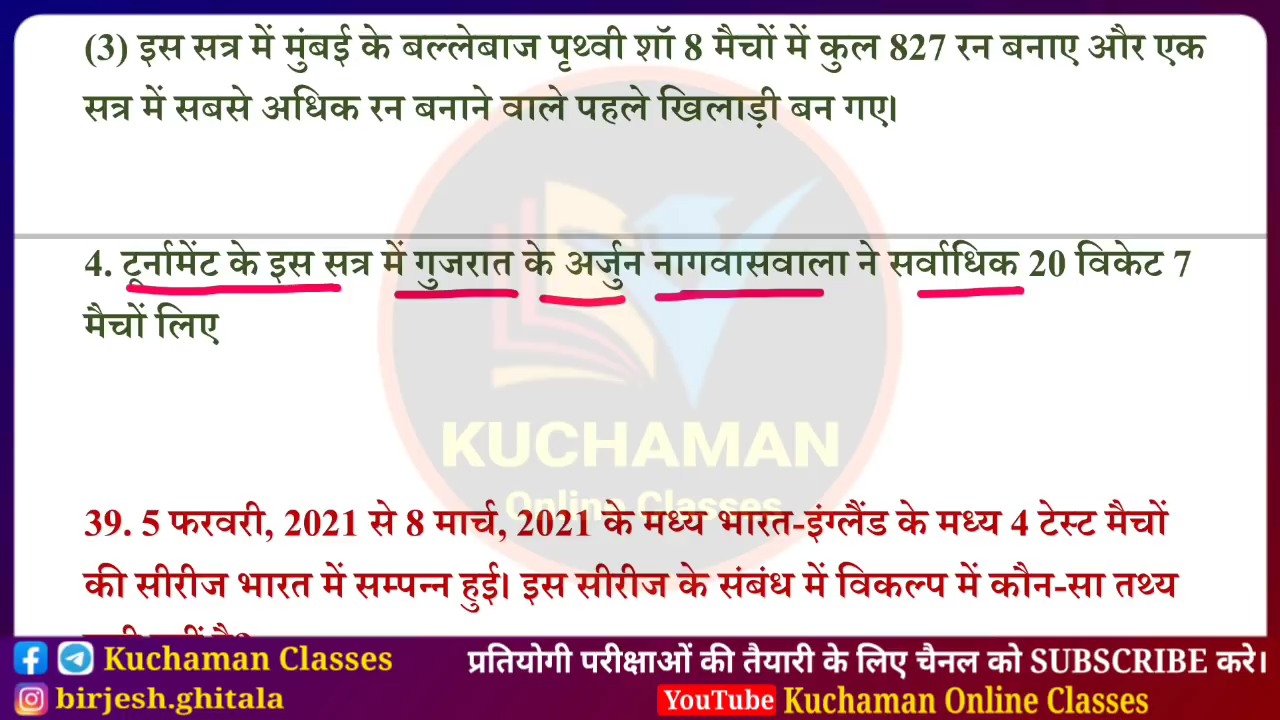 (3) इस सत्र में मुंबई के बल्लेबाज पृथ्वी शॉ 8 मैचों में कुल 827 रन बनाए और एक
सत्र में सबसे अधिक रन बनाने वाले पहले खिलाड़ी बन गए।
4. टूर्नामेंट के इस सत्र में गुजरात के अर्जुन नागवासवाला ने सर्वाधिक 20 विकेट 7
मैचों लिए
KUCHAMAN
Online Classes
39. 5 फरवरी, 2021 से 8 मार्च, 2021 के मध्य भारत-इंग्लैंड के मध्य 4 टेस्ट मैचों
की सीरीज भारत में सम्पन्न हुई। इस सीरीज के संबंध में विकल्प में कौन-सा तथ्य
Kuchaman Classes
प्रतियोगी परीक्षाओं की तैयारी के लिए चैनल को SUBSCRIBE करे।
birjesh.ghitala
YouTube Kuchaman Online Classes